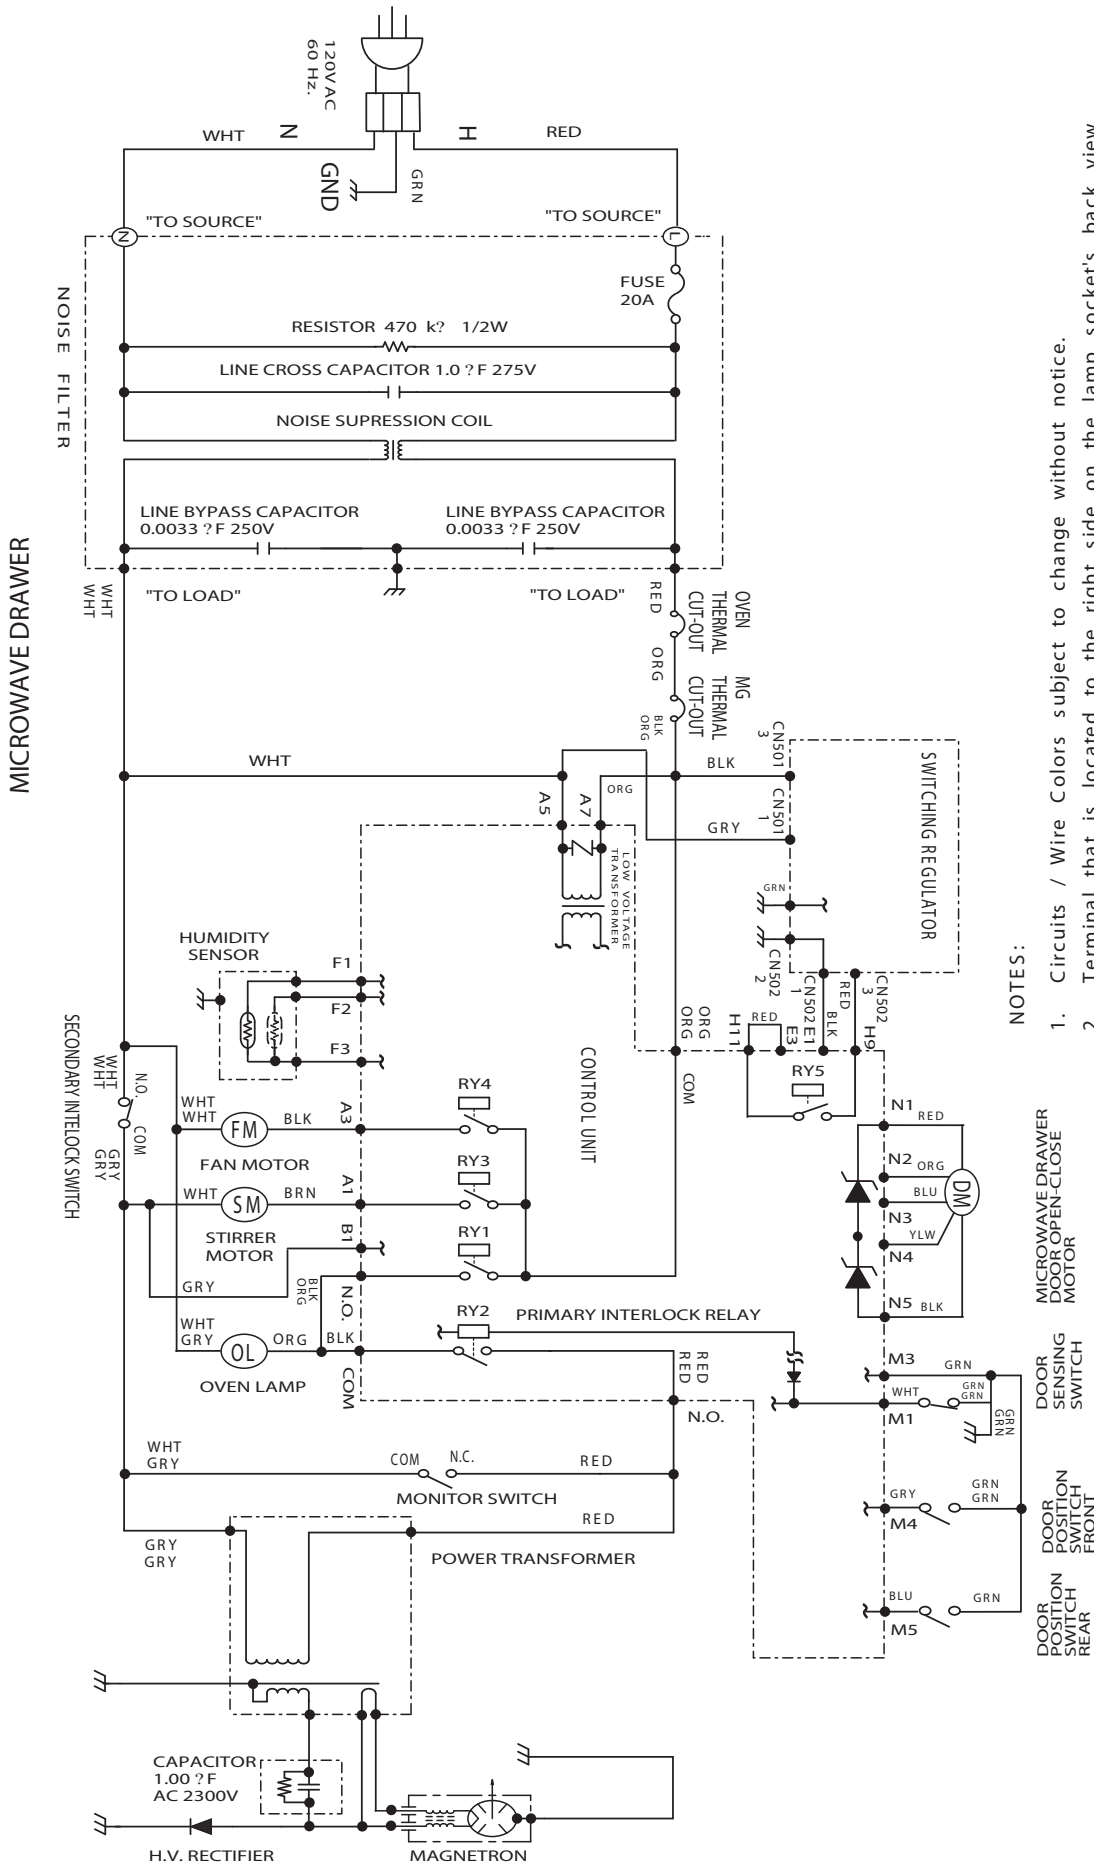 MICROWAVE DRAWER
120VAC
60 Hz.
WHT
N
H
RED
GND
GRN
"TO SOURCE"
"TO SOURCE"
N
L
NOISE FILTER
FUSE
20A
RESISTOR 470 k? 1/2W
LINE CROSS CAPACITOR 1.0 ?F 275V
NOISE SUPRESSION COIL
LINE BYPASS CAPACITOR
0.0033 ?F 250V
LINE BYPASS CAPACITOR
0.0033 ?F 250V
WHT
WHT
"TO LOAD"
"TO LOAD"
RED
OVEN
THERMAL
CUT-OUT
ORG
MG
THERMAL
CUT-OUT
BLK
ORG
WHT
BLK
CN501
3
CN501
1
SWITCHING REGULATOR
A5
A7
ORG
GRY
LOW VOLTAGE
TRANSFORMER
GRN
CN502
2
CN502
1
CN502
3
HUMIDITY
SENSOR
F1
F2
F3
RED
BLK
H11
RED
E3
E1
H9
RY5
ORG
ORG
COM
CONTROL UNIT
SECONDARY INTELOCK SWITCH
WHT
WHT
N.O.
COM
GRY
GRY
WHT
WHT
FM
BLK
A3
RY4
FAN MOTOR
WHT
SM
BRN
A1
RY3
STIRRER
MOTOR
B1
RY1
GRY
BLK
ORG
N.O.
WHT
GRY
OL
ORG
BLK
COM
OVEN LAMP
RY2
PRIMARY INTERLOCK RELAY
RED
RED
N.O.
N1
RED
N2
ORG
BLU
N3
YLW
N4
N5
BLK
DM
MICROWAVE DRAWER
DOOR OPEN-CLOSE
MOTOR
M3
GRN
WHT
GRN
GRN
M1
GRN
GRN
DOOR
SENSING
SWITCH
GRY
GRN
GRN
M4
DOOR
POSITION
SWITCH
FRONT
BLU
GRN
M5
DOOR
POSITION
SWITCH
REAR
WHT
GRY
COM
N.C.
RED
MONITOR SWITCH
GRY
GRY
RED
POWER TRANSFORMER
CAPACITOR
1.00 ?F
AC 2300V
H.V. RECTIFIER
MAGNETRON
NOTES:
1. Circuits / Wire Colors subject to change without notice.
2. Terminal that is located to the right side on the lamp socket's back view